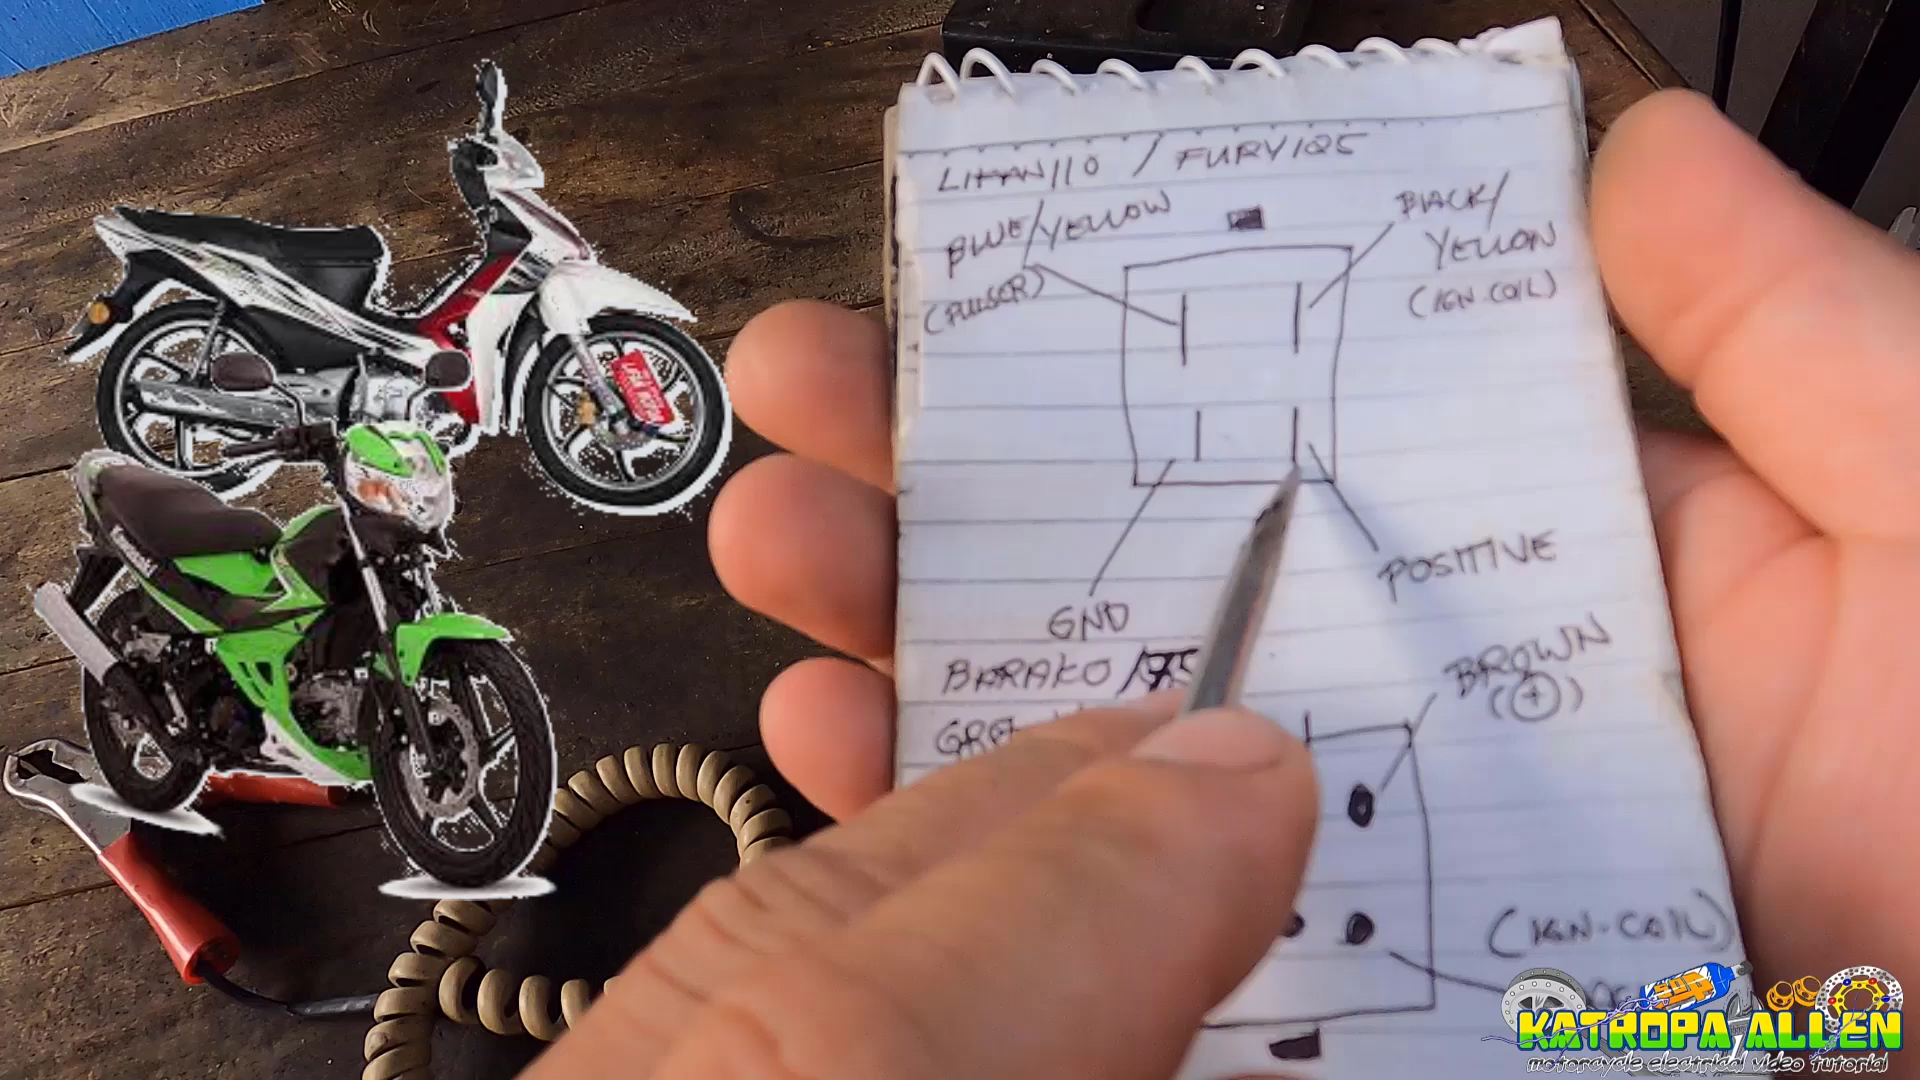 LIFAN110 / FURY125
BLUE/YELLOW
(PULSER)
BLACK/
YELLOW
(IGN-COIL)
GND
POSITIVE
BARAKO
BROWN
(+)
(IGN-COIL)
KATROPA ALLEN
motorcycle electrical video tutorial